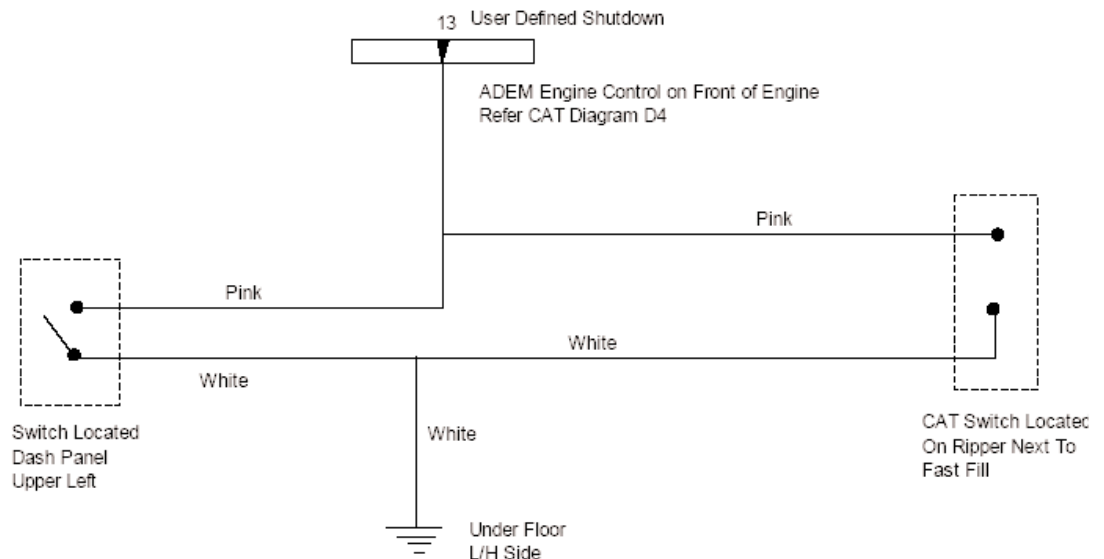 13 User Defined Shutdown
ADEM Engine Control on Front of Engine
Refer CAT Diagram D4
Pink
Pink
White
White
White
Switch Located
Dash Panel
Upper Left
CAT Switch Located
On Ripper Next To
Fast Fill
Under Floor
L/H Side